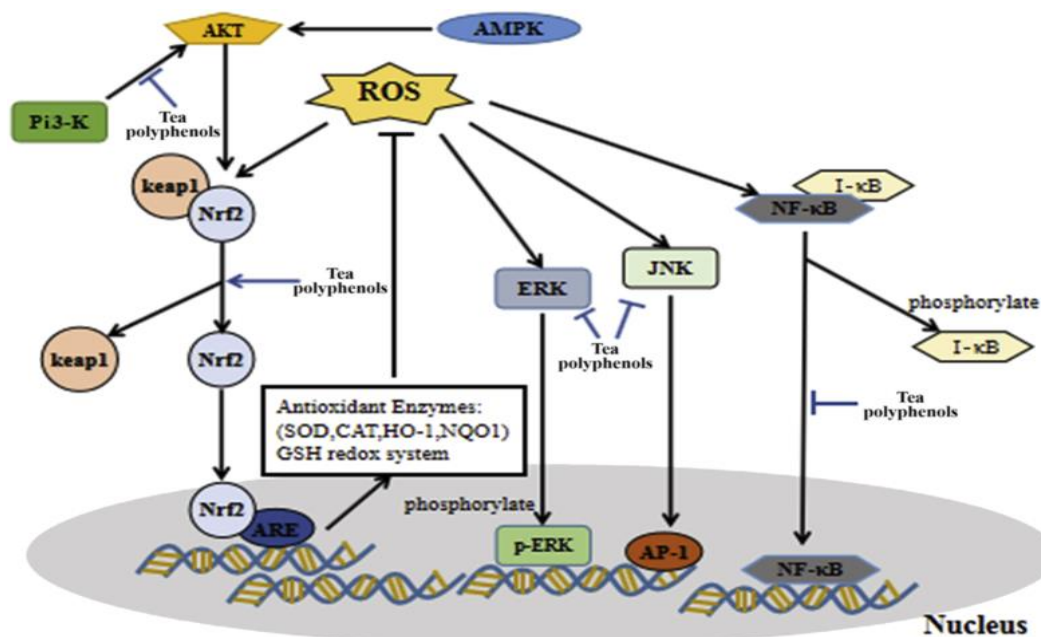 AKT
AMPK
ROS
Pi3-K
Tea
polyphenols
keap1
Nrf2
I-κB
NF-κB
Tea
polyphenols
ERK
JNK
phosphorylate
keap1
Nrf2
Tea
polyphenols
I-κB
Antioxidant Enzymes:
(SOD,CAT,HO-1,NQO1)
GSH redox system
Tea
polyphenols
phosphorylate
Nrf2
ARE
p-ERK
AP-1
NF-κB
Nucleus